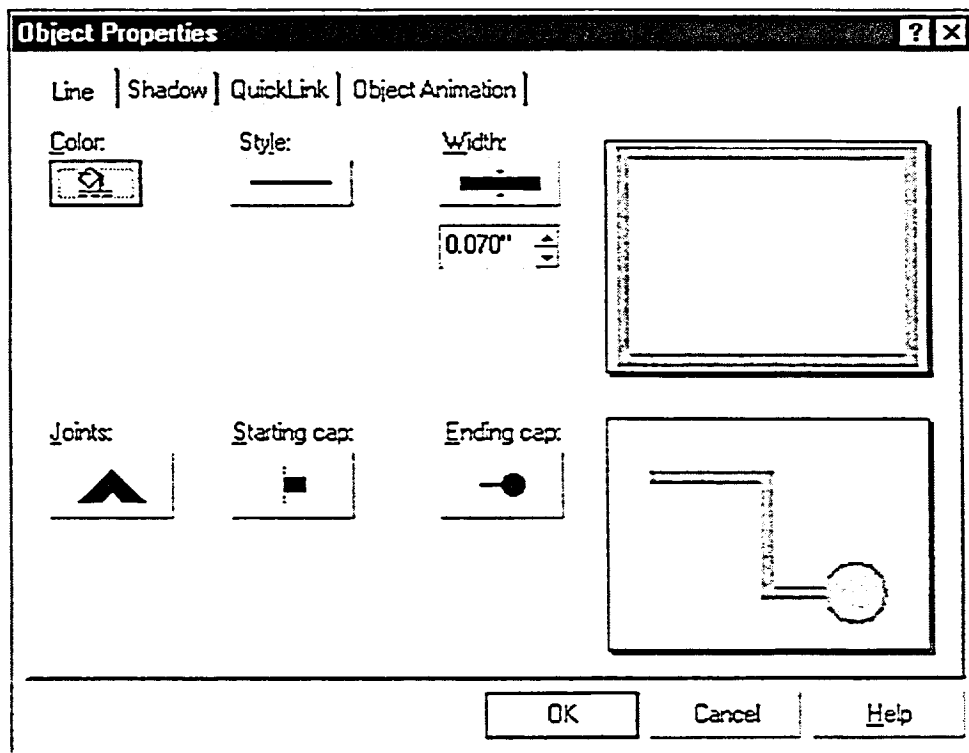 Object Properties ? ×
Line Shadow QuickLink Object Animation
Color: Style: Width:
0.070"
Joints: Starting cap: Ending cap:
OK Cancel Help